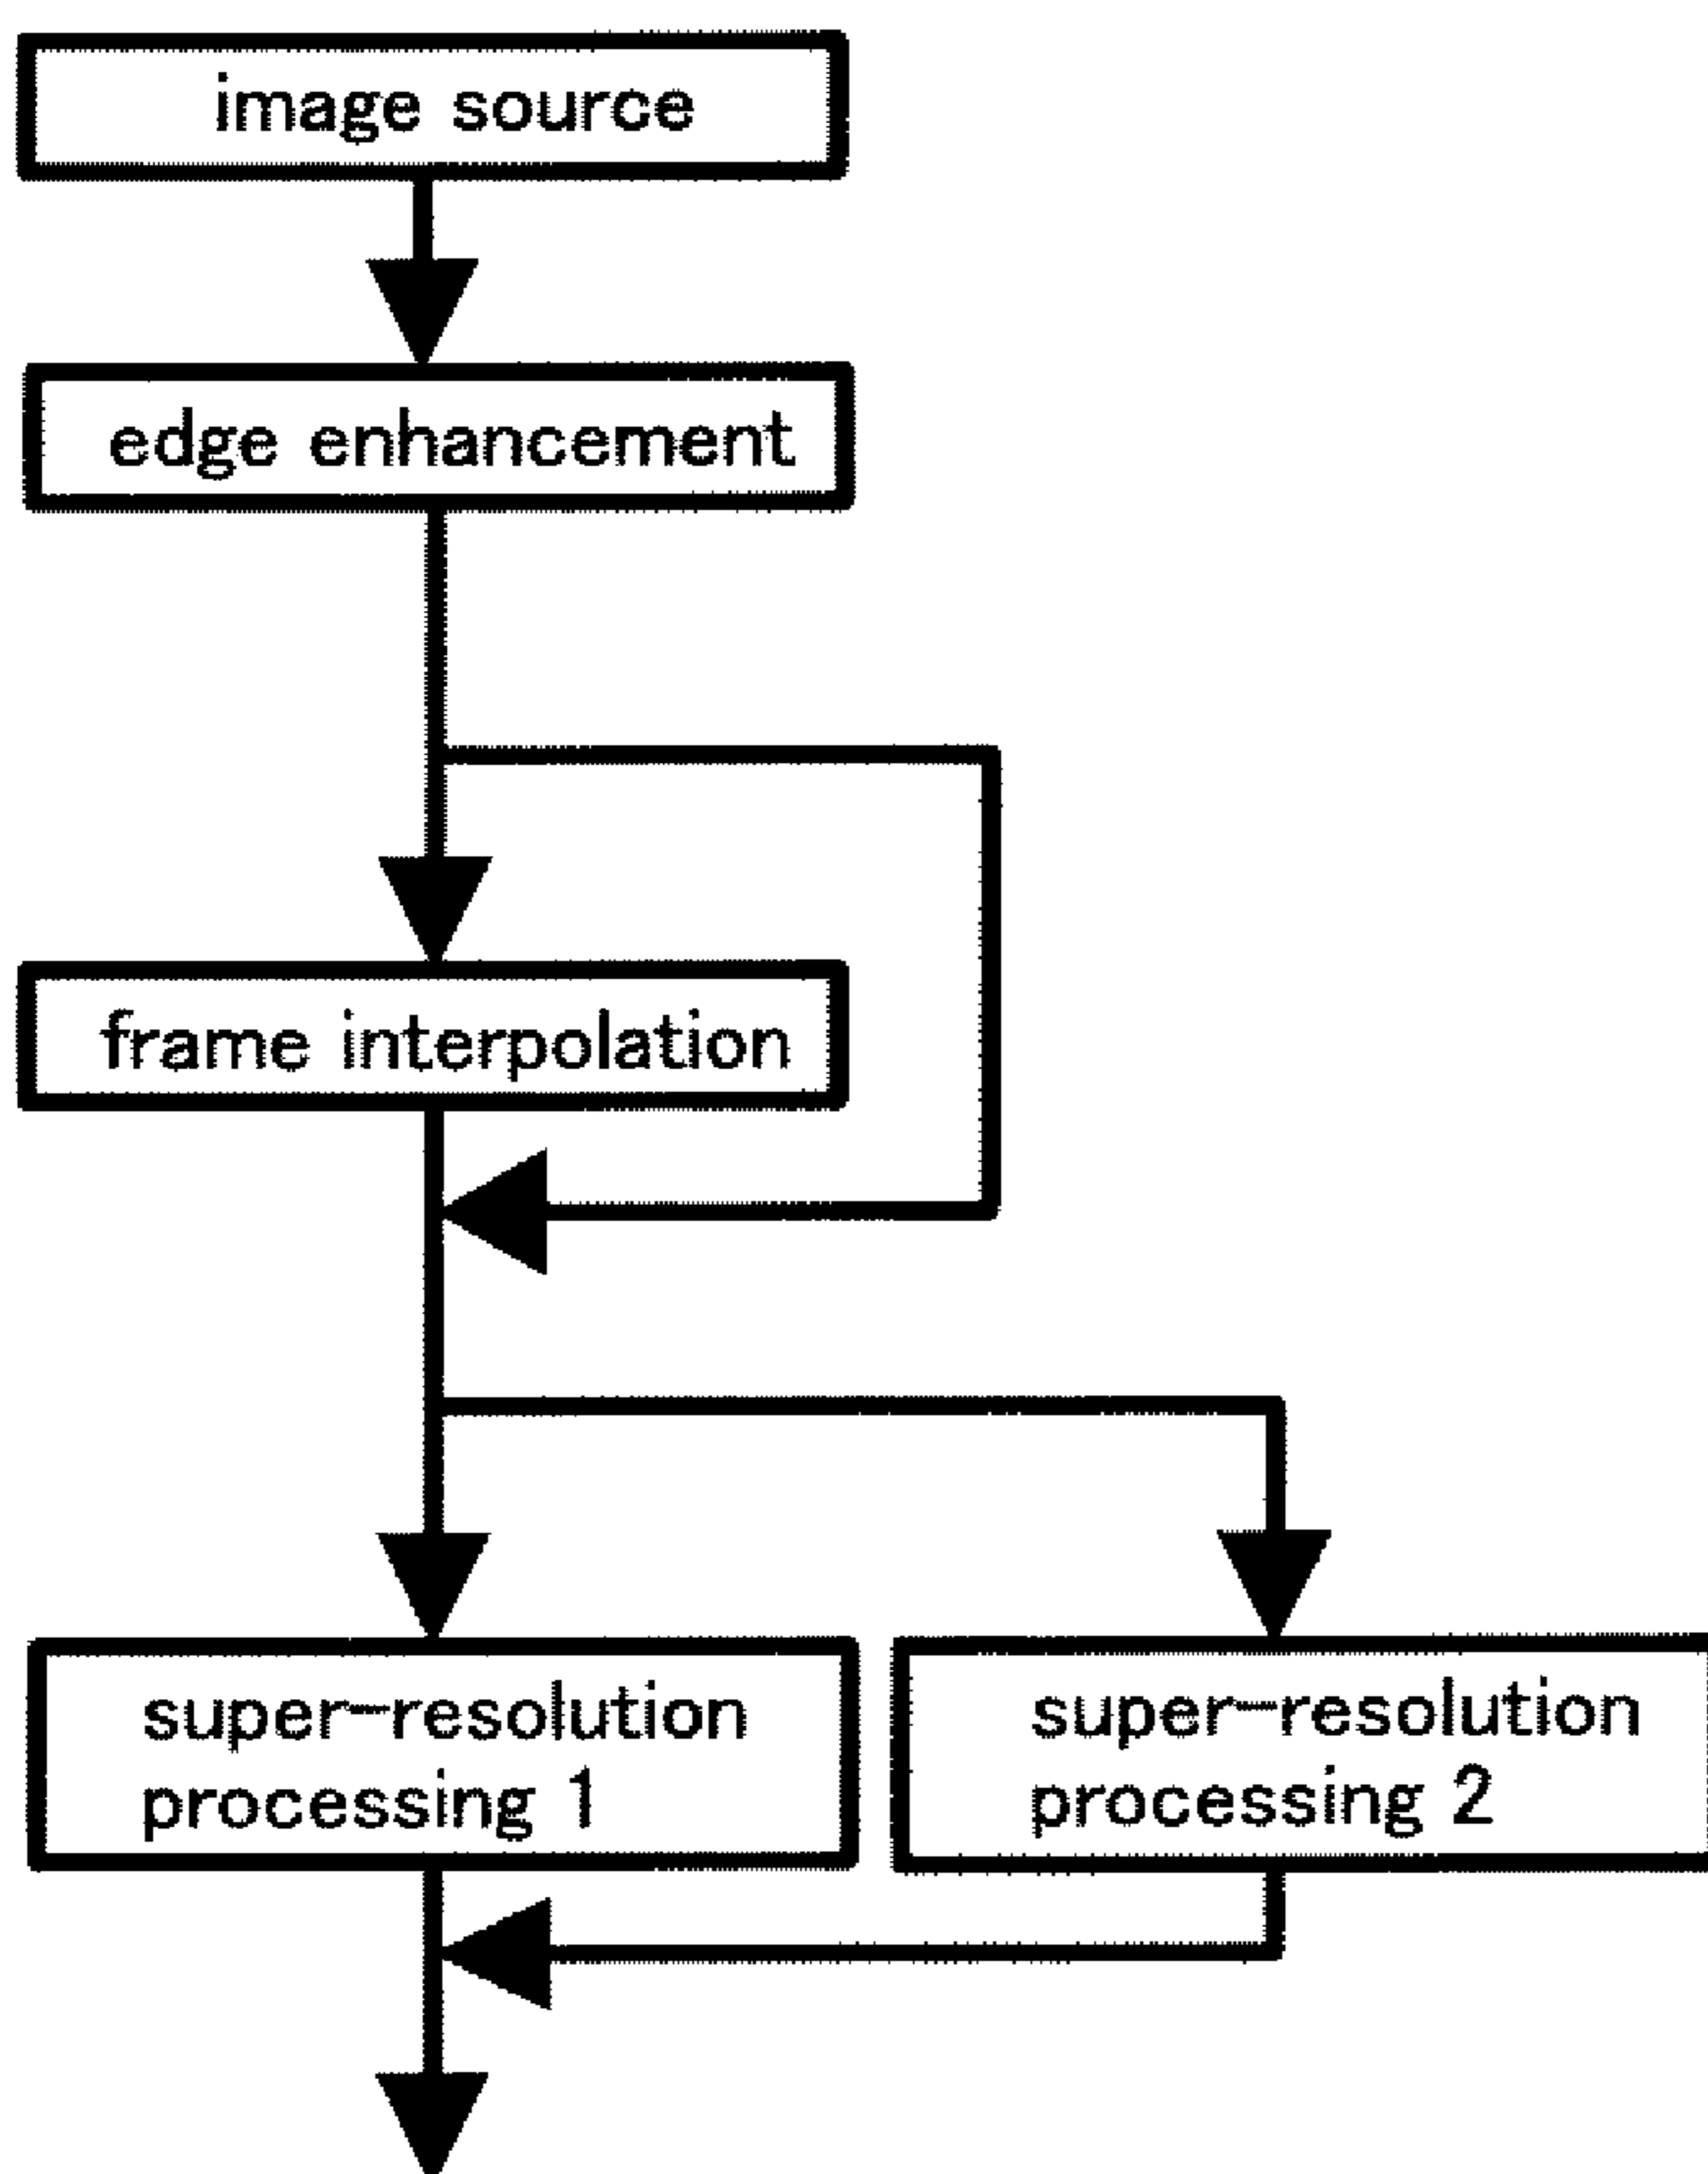 image source
edge enhancement
frame interpolation
super-resolution
processing 1
super-resolution
processing 2